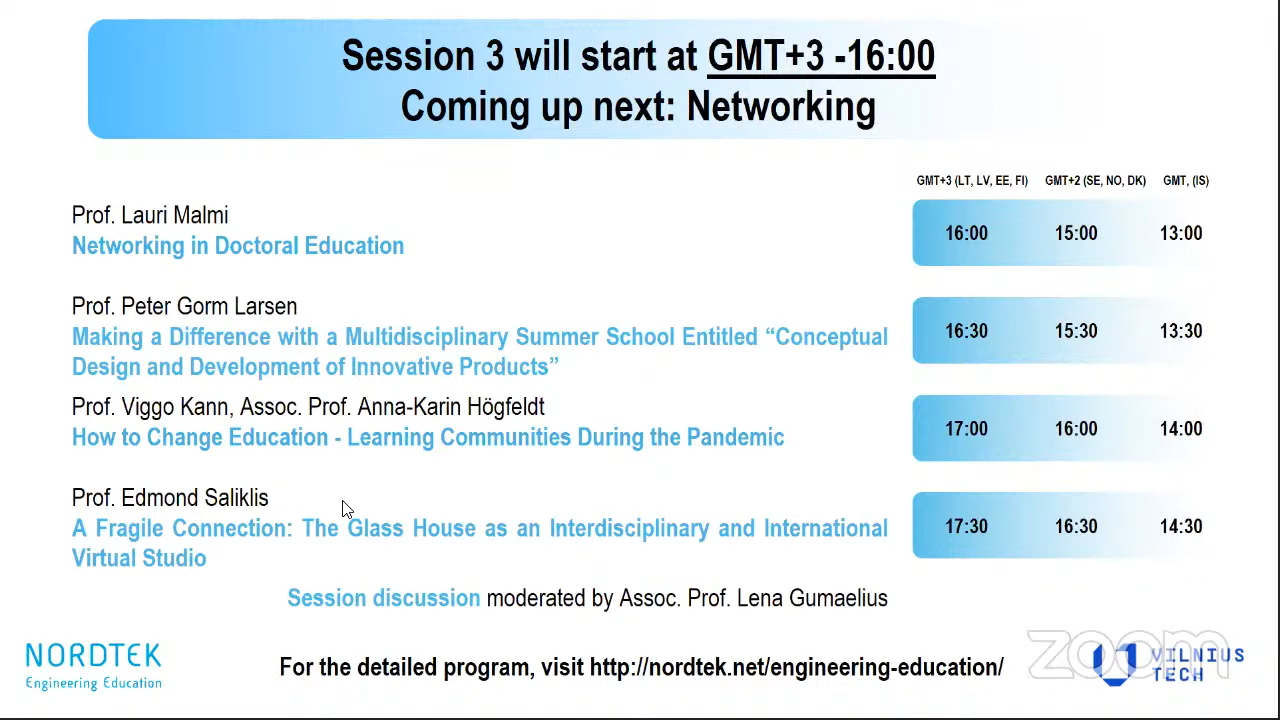 Session 3 will start at GMT+3 -16:00
Coming up next: Networking
GMT+3 (LT, LV, EE, FI) GMT+2 (SE, NO, DK) GMT, (IS)
Prof. Lauri Malmi
Networking in Doctoral Education
16:00 15:00 13:00
Prof. Peter Gorm Larsen
Making a Difference with a Multidisciplinary Summer School Entitled “Conceptual
Design and Development of Innovative Products”
16:30 15:30 13:30
Prof. Viggo Kann, Assoc. Prof. Anna-Karin Högfeldt
How to Change Education - Learning Communities During the Pandemic
17:00 16:00 14:00
Prof. Edmond Saliklis
A Fragile Connection: The Glass House as an Interdisciplinary and International
Virtual Studio
17:30 16:30 14:30
Session discussion moderated by Assoc. Prof. Lena Gumaelius
NORDTEK
Engineering Education
For the detailed program, visit http://nordtek.net/engineering-education/
zoom
VILNIUS
TECH